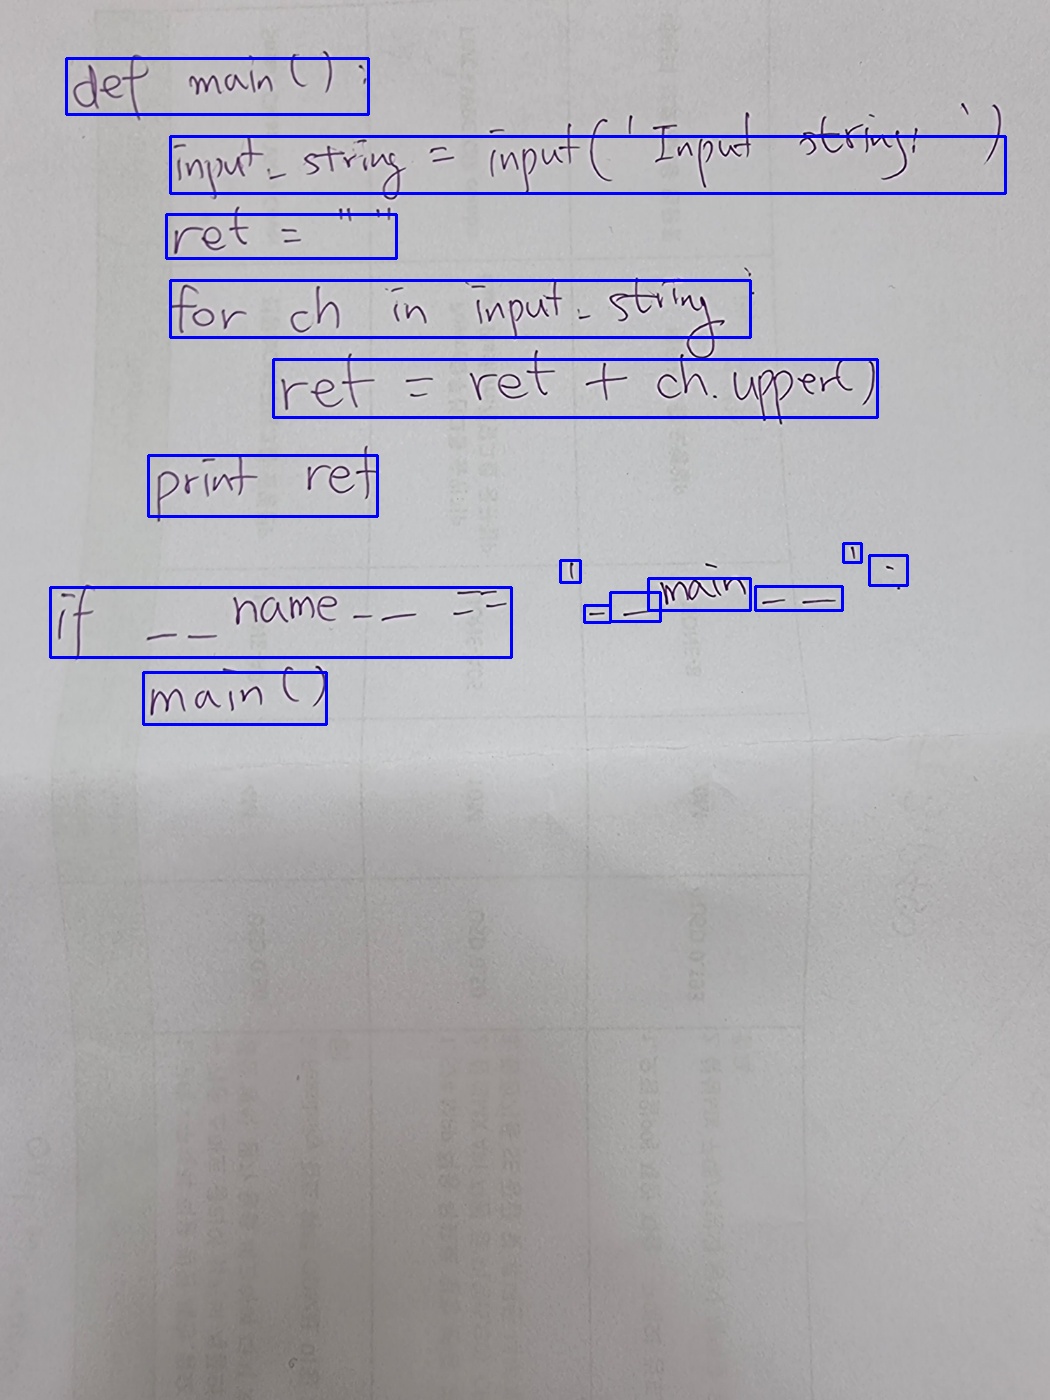 def main():
input_string = input('Input string: ')
ret = " "
for ch in input_string:
ret = ret + ch.upper()
print ret
if __name__ == '__main__':
main()